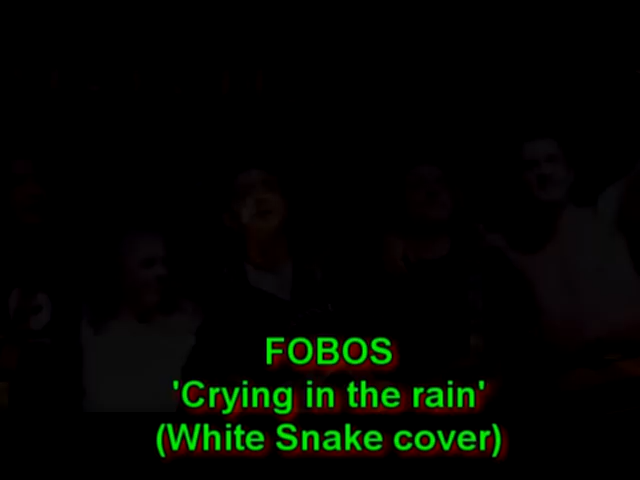 FOBOS
'Crying in the rain'
(White Snake cover)